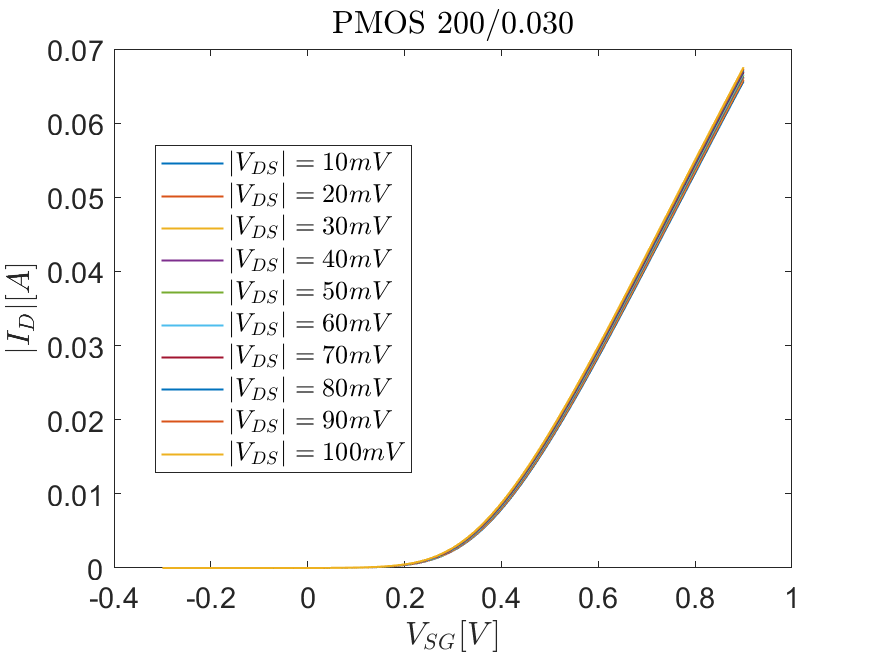 PMOS 200/0.030
0.07
0.06
0.05
0.04
0.03
0.02
0.01
0
|I_D|[A]
|V_DS| = 10mV
|V_DS| = 20mV
|V_DS| = 30mV
|V_DS| = 40mV
|V_DS| = 50mV
|V_DS| = 60mV
|V_DS| = 70mV
|V_DS| = 80mV
|V_DS| = 90mV
|V_DS| = 100mV
-0.4 -0.2 0 0.2 0.4 0.6 0.8 1
V_SG[V]